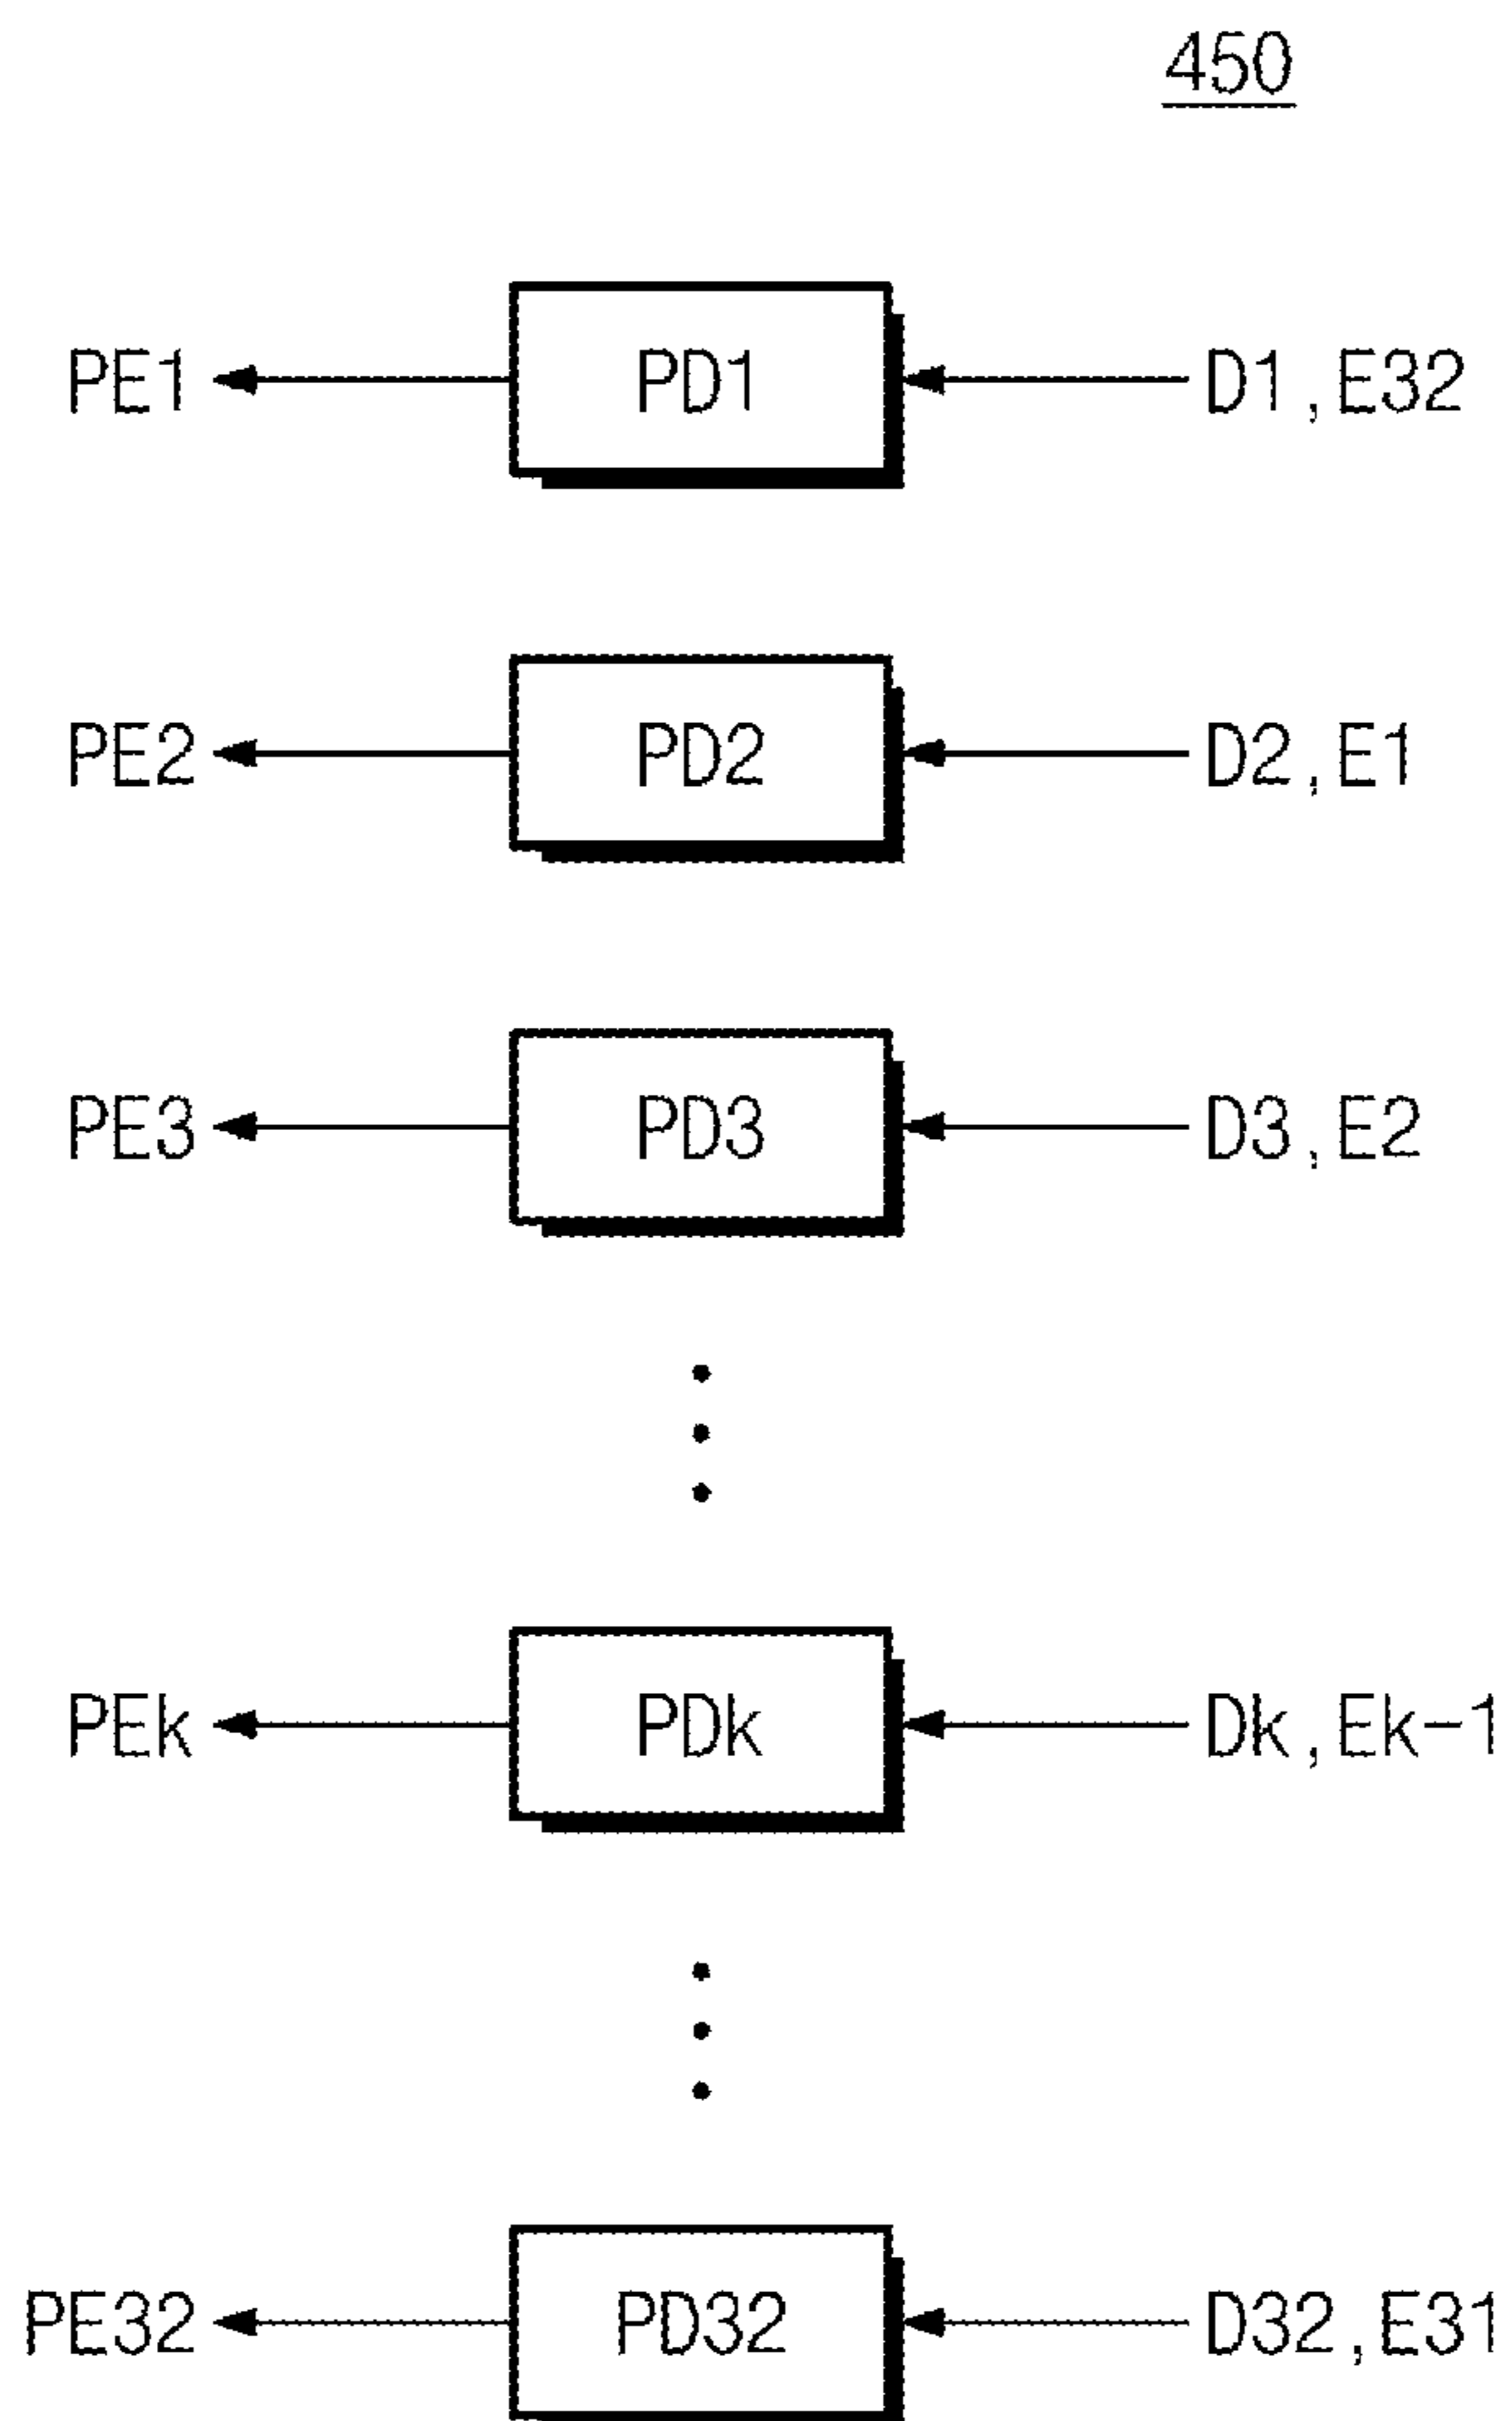 450
PE1 PD1 D1,E32
PE2 PD2 D2,E1
PE3 PD3 D3,E2
PEk PDk Dk,Ek-1
PE32 PD32 D32,E31